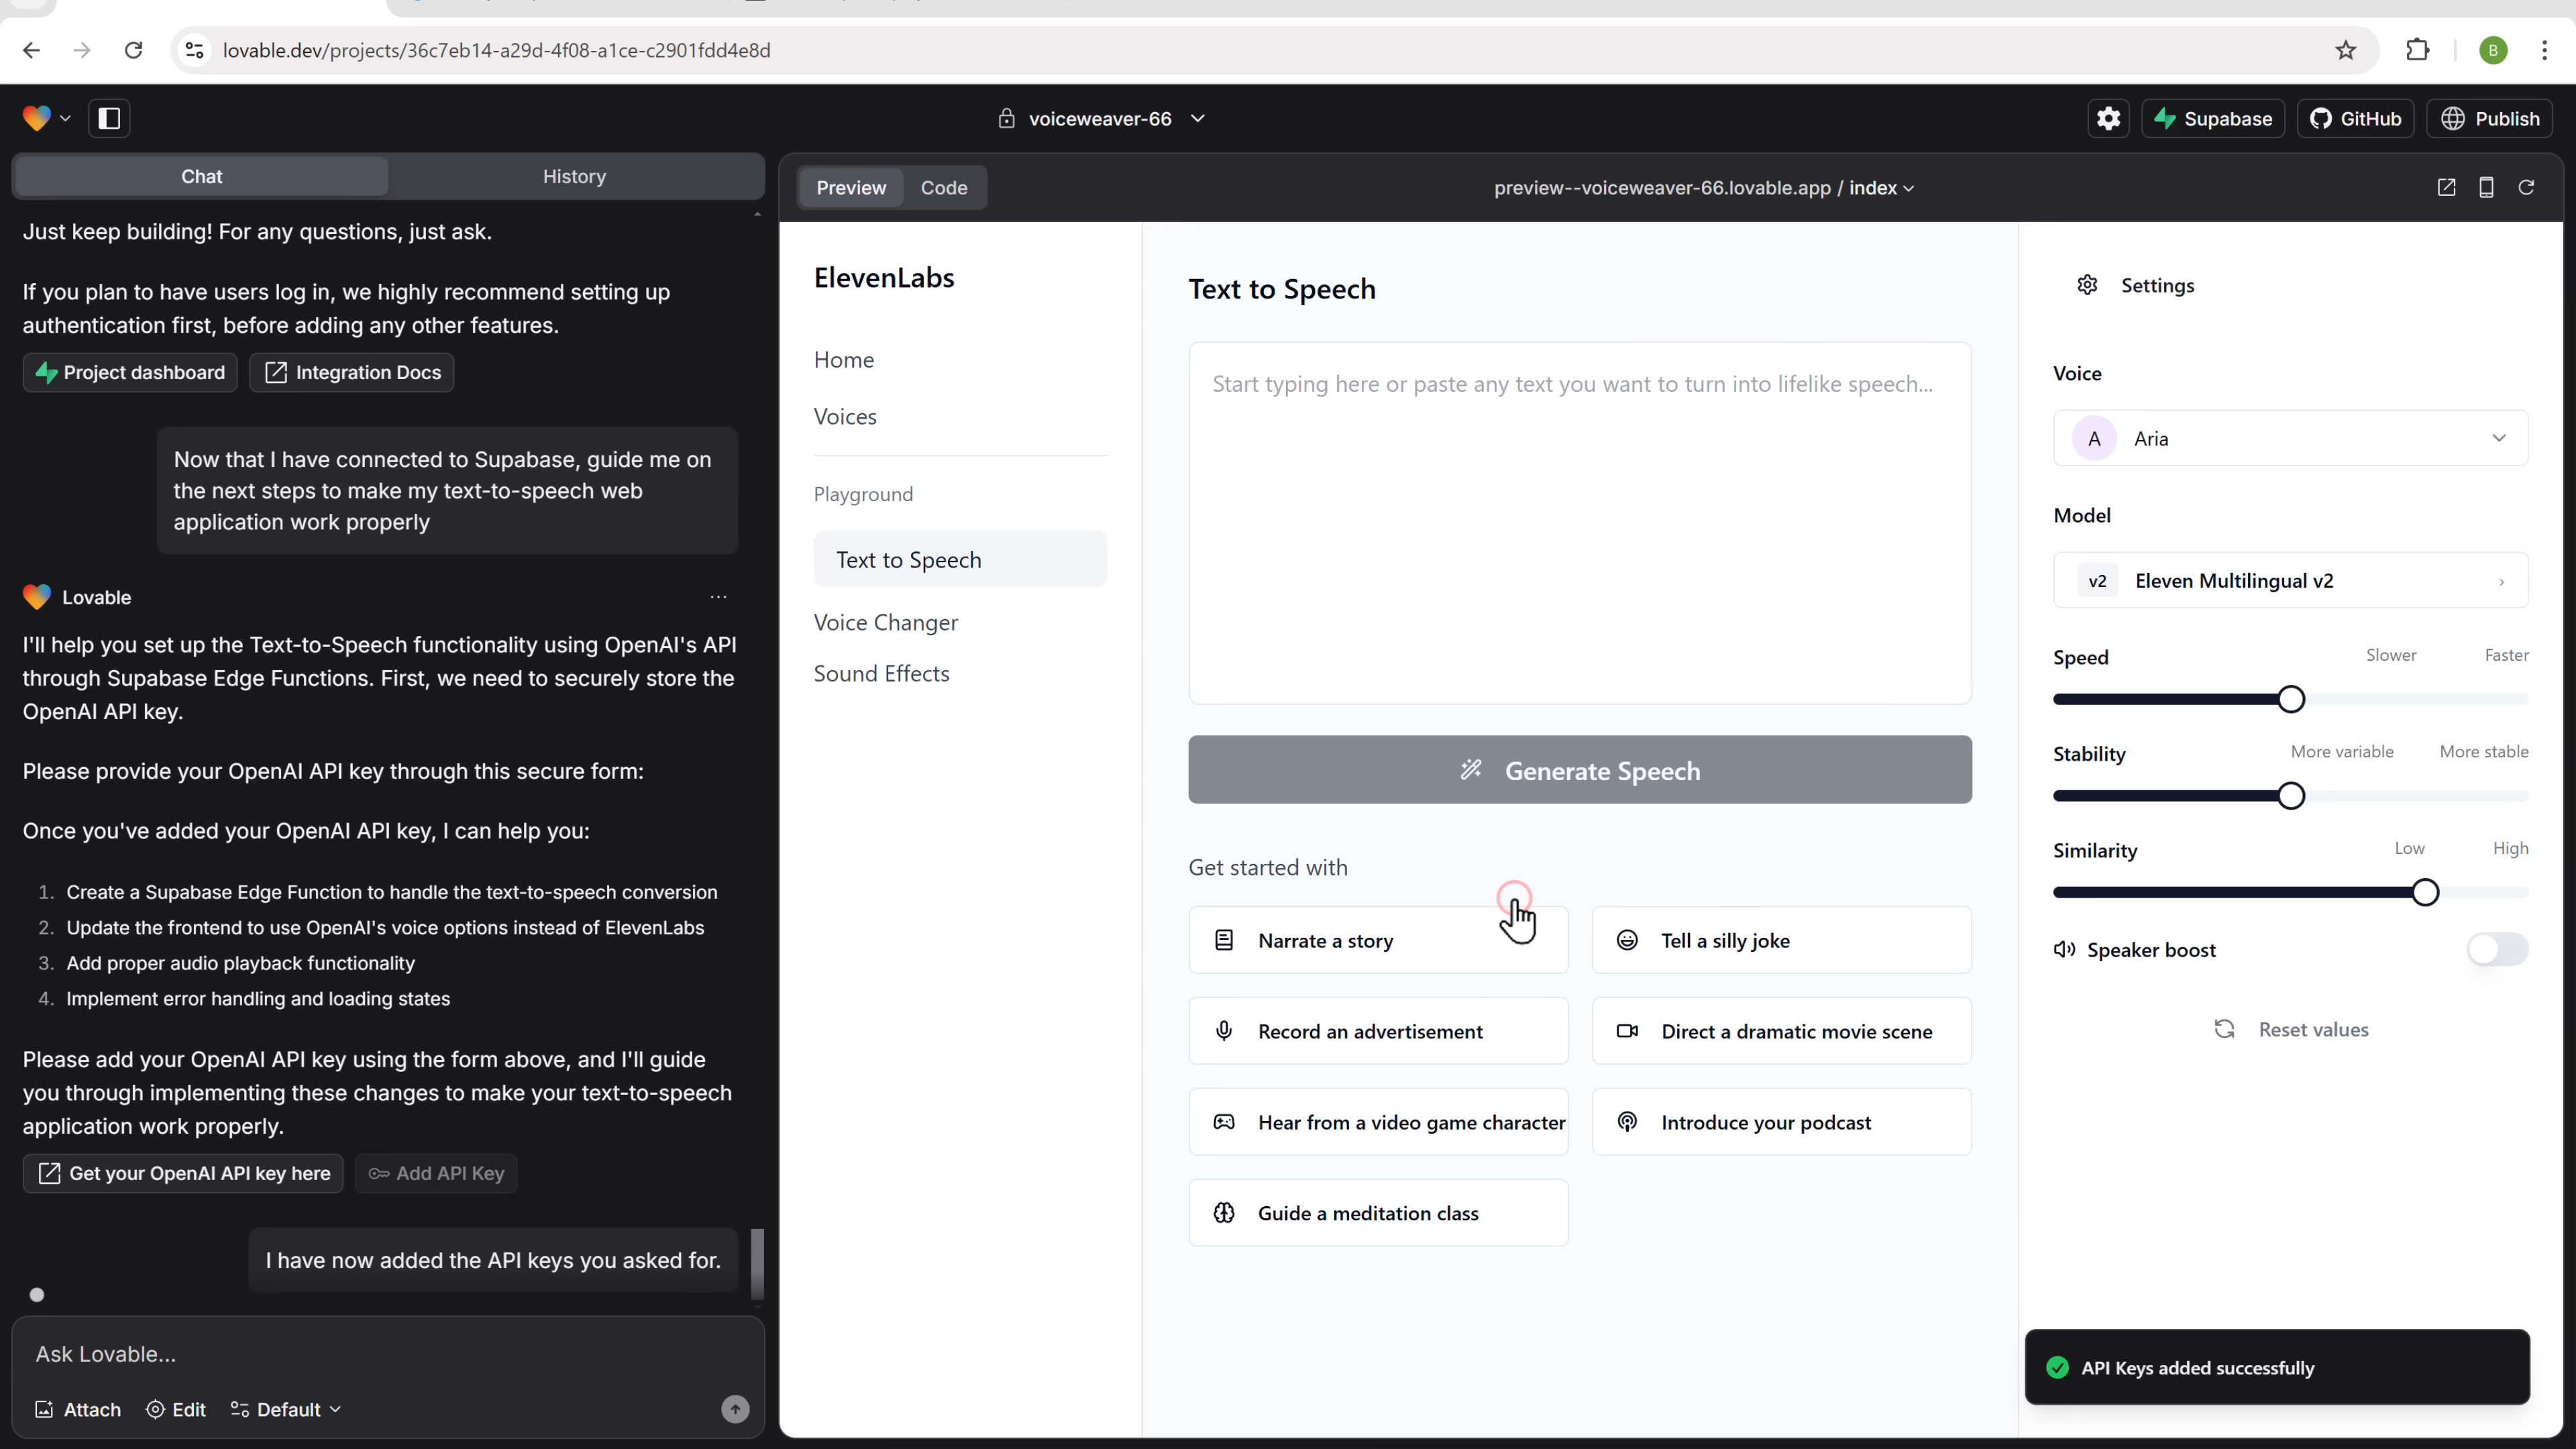 lovable.dev/projects/36c7eb14-a29d-4f08-a1ce-c2901fdd4e8d
B
voiceweaver-66
Supabase
GitHub
Publish
Chat
History
Just keep building! For any questions, just ask.
If you plan to have users log in, we highly recommend setting up
authentication first, before adding any other features.
Project dashboard
Integration Docs
Now that I have connected to Supabase, guide me on
the next steps to make my text-to-speech web
application work properly
Lovable
I'll help you set up the Text-to-Speech functionality using OpenAI's API
through Supabase Edge Functions. First, we need to securely store the
OpenAI API key.
Please provide your OpenAI API key through this secure form:
Once you've added your OpenAI API key, I can help you:
1. Create a Supabase Edge Function to handle the text-to-speech conversion
2. Update the frontend to use OpenAI's voice options instead of ElevenLabs
3. Add proper audio playback functionality
4. Implement error handling and loading states
Please add your OpenAI API key using the form above, and I'll guide
you through implementing these changes to make your text-to-speech
application work properly.
Get your OpenAI API key here
Add API Key
I have now added the API keys you asked for.
Ask Lovable...
Attach
Edit
Default
Preview
Code
preview--voiceweaver-66.lovable.app / index
ElevenLabs
Home
Voices
Playground
Text to Speech
Voice Changer
Sound Effects
Text to Speech
Start typing here or paste any text you want to turn into lifelike speech...
Generate Speech
Get started with
Narrate a story
Tell a silly joke
Record an advertisement
Direct a dramatic movie scene
Hear from a video game character
Introduce your podcast
Guide a meditation class
Settings
Voice
A Aria
Model
v2 Eleven Multilingual v2
Speed Slower Faster
Stability More variable More stable
Similarity Low High
Speaker boost
Reset values
API Keys added successfully